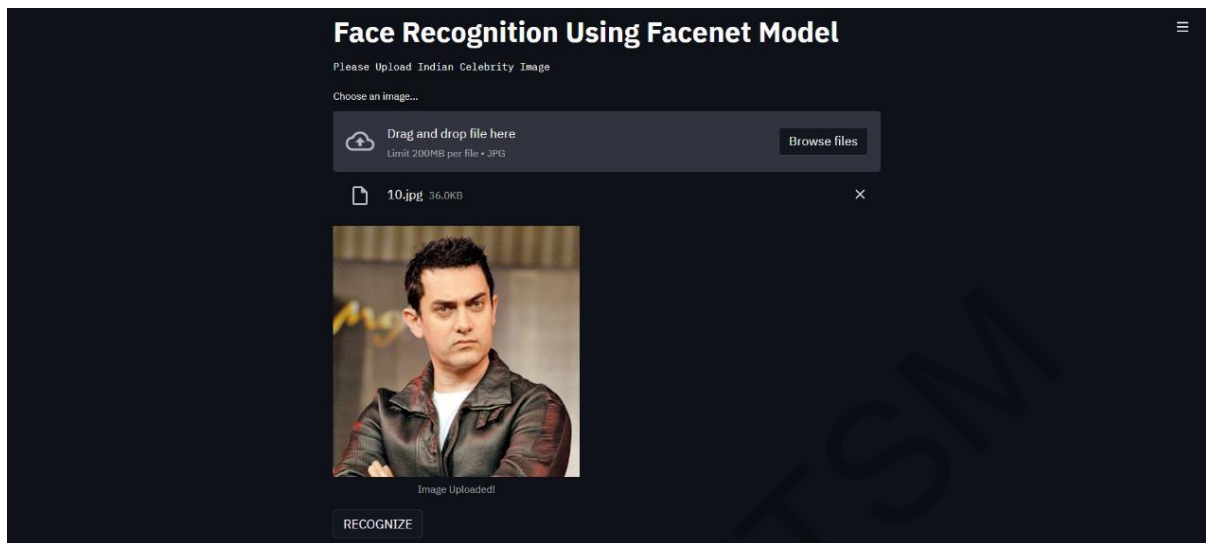 Face Recognition Using Facenet Model
Please Upload Indian Celebrity Image
Choose an image...
Drag and drop file here
Limit 200MB per file • JPG
Browse files
10.jpg 36.0KB
Image Uploaded!
RECOGNIZE